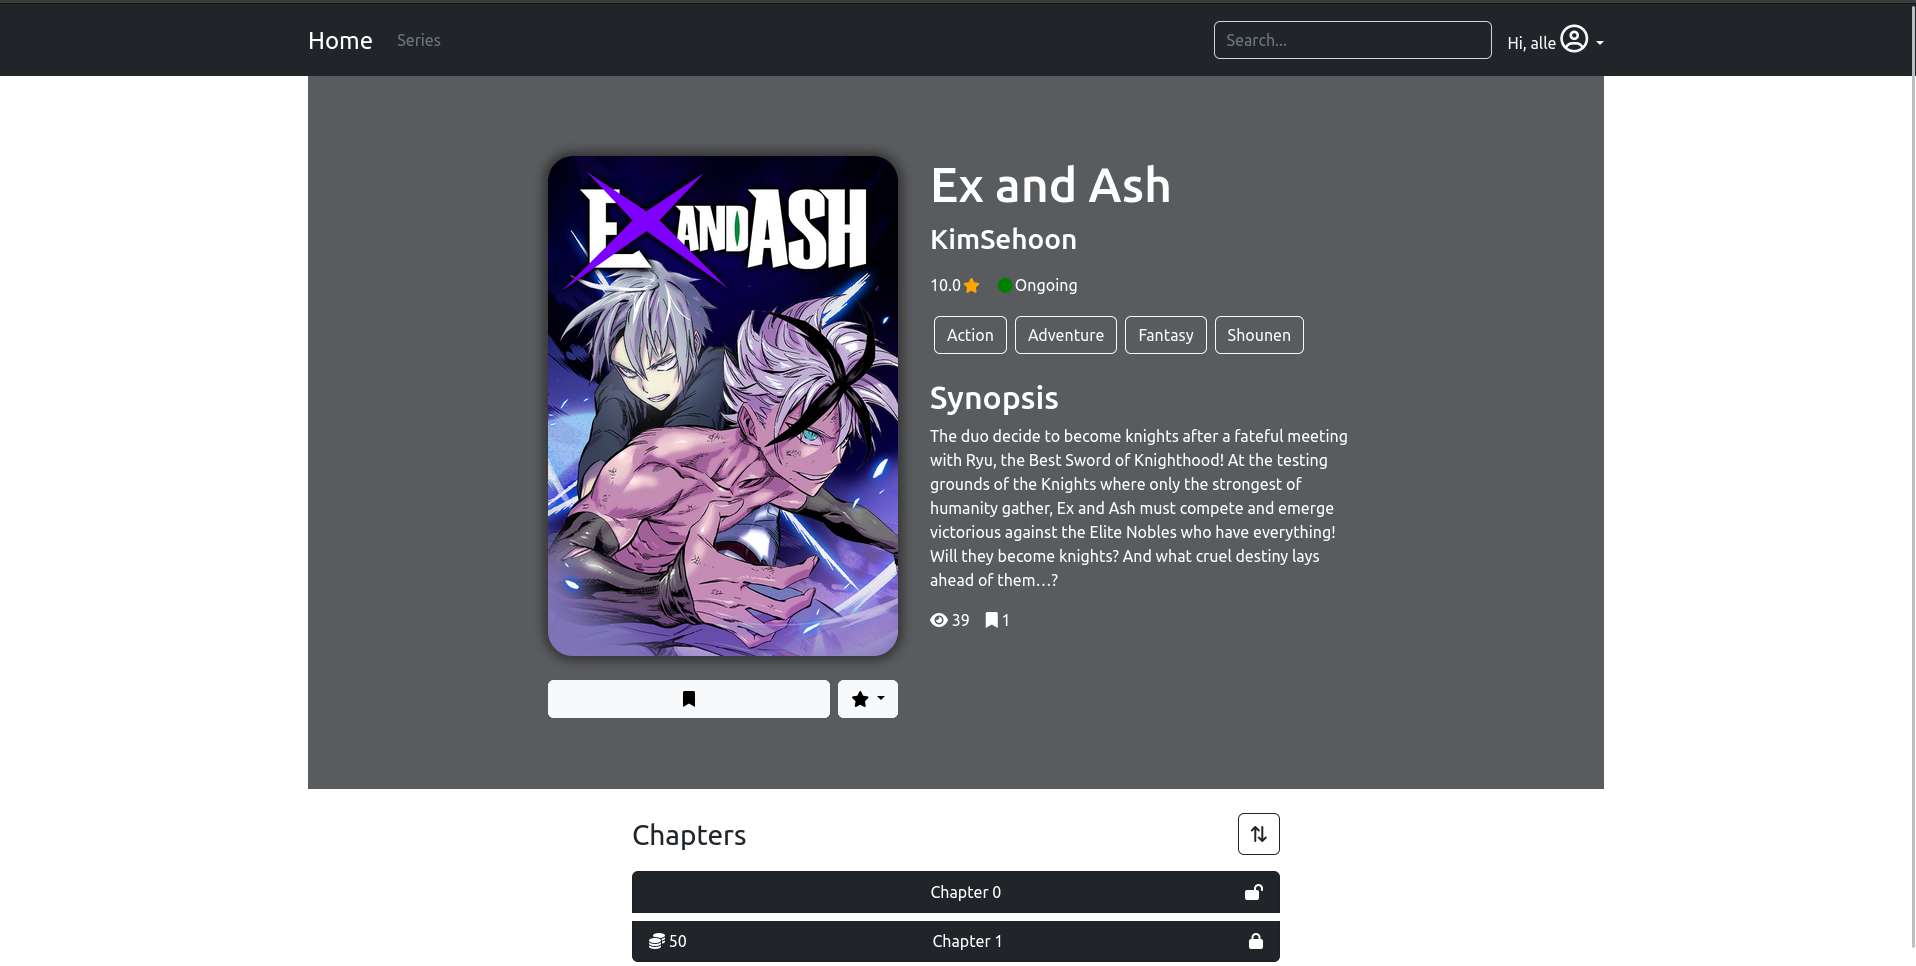 Home
Series
Search...
Hi, alle
EX AND ASH
Ex and Ash
KimSehoon
10.0
Ongoing
Action
Adventure
Fantasy
Shounen
Synopsis
The duo decide to become knights after a fateful meeting
with Ryu, the Best Sword of Knighthood! At the testing
grounds of the Knights where only the strongest of
humanity gather, Ex and Ash must compete and emerge
victorious against the Elite Nobles who have everything!
Will they become knights? And what cruel destiny lays
ahead of them…?
39
1
Chapters
Chapter 0
50
Chapter 1